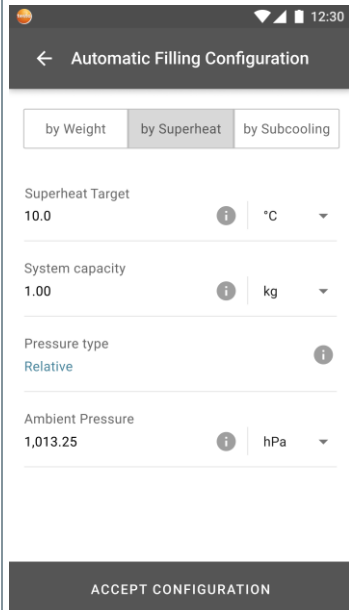 12:30
Automatic Filling Configuration
by Weight by Superheat by Subcooling
Superheat Target
10.0 °C
System capacity
1.00 kg
Pressure type
Relative
Ambient Pressure
1,013.25 hPa
ACCEPT CONFIGURATION